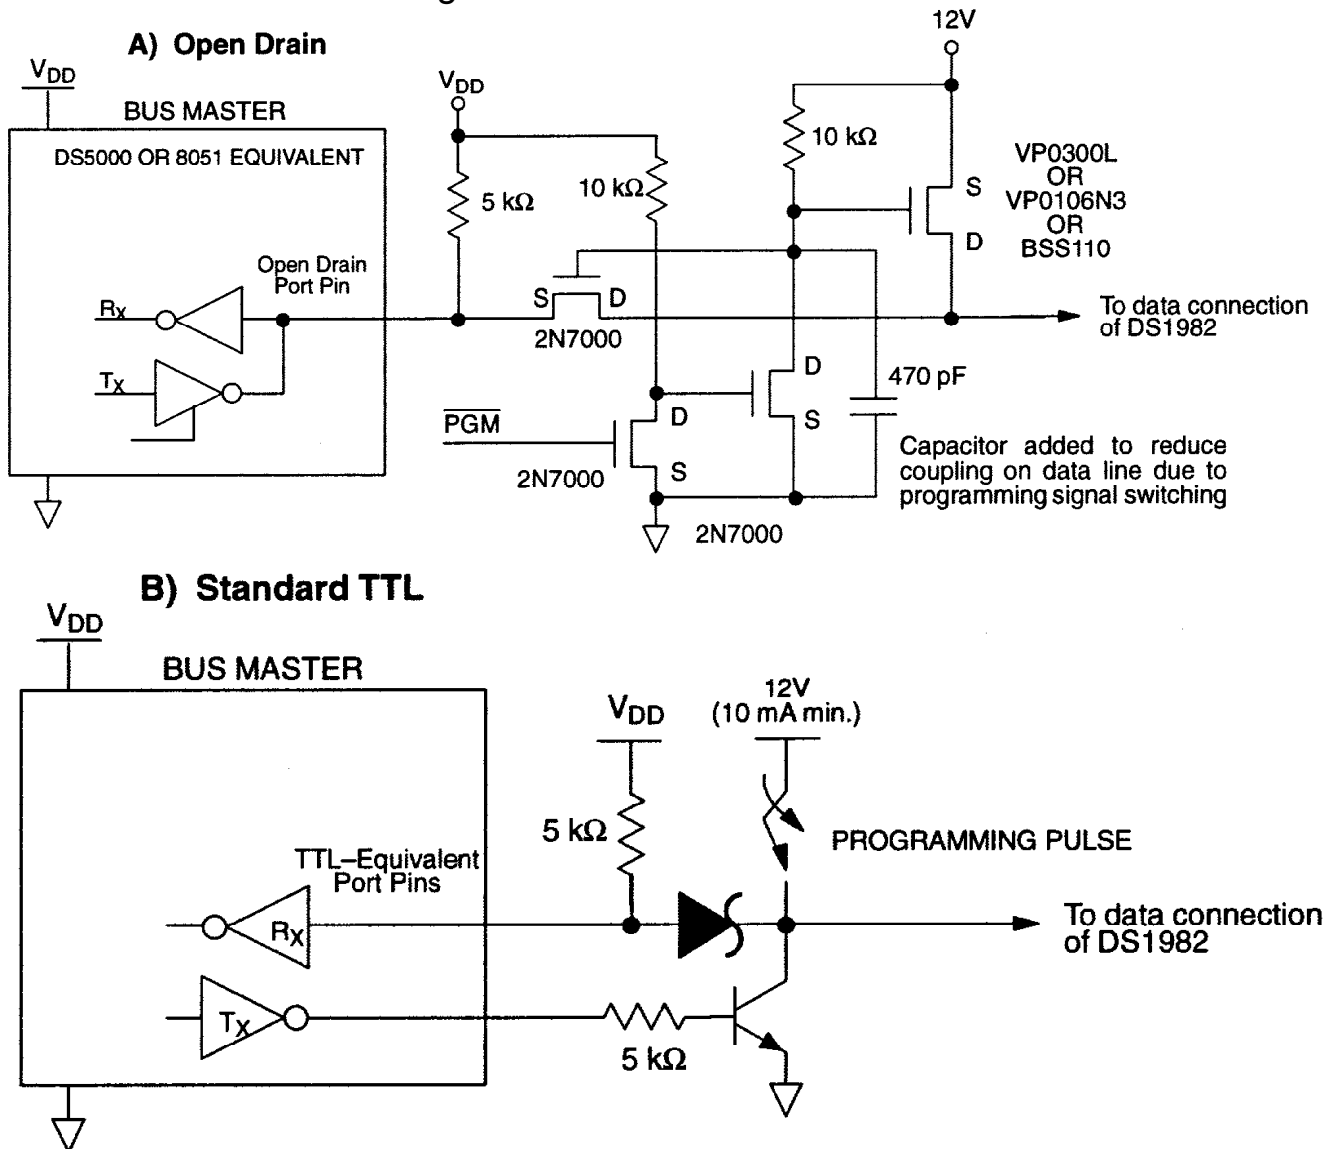 A) Open Drain
12V
VDD
VDD
BUS MASTER
DS5000 OR 8051 EQUIVALENT
5 kΩ
10 kΩ
10 kΩ
VP0300L
OR
VP0106N3
OR
BSS110
S
D
Open Drain
Port Pin
RX
TX
S
D
2N7000
To data connection
of DS1982
PGM
D
S
2N7000
D
S
2N7000
470 pF
Capacitor added to reduce
coupling on data line due to
programming signal switching
B) Standard TTL
VDD
BUS MASTER
VDD
12V
(10 mA min.)
5 kΩ
PROGRAMMING PULSE
TTL–Equivalent
Port Pins
RX
TX
5 kΩ
To data connection
of DS1982